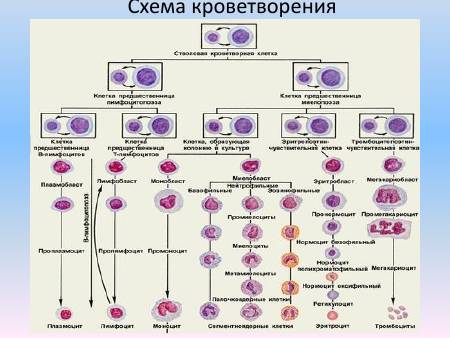 Схема кроветворения
Стволовая кроветворная клетка
Клетка предшественница
лимфоцитопоэза
Клетка предшественница
миелопоэза
Клетка
предшественница
В-лимфоцитов
Клетка
предшественница
Т-лимфоцитов
Клетка, образующая
колонию в культуре
Эритропоэтин-
чувствительная клетка
Тромбоцитопоэтин-
чувствительная клетка
Плазмобласт
Лимфобласт
Монобласт
Миелобласт
Эритробласт
Мегакариобласт
Базофильные
Нейтрофильные
Эозинофильные
Промиелоциты
Пронормоцит
Промегакариоцит
Проплазмоцит
Пролимфоцит
Промоноцит
Миелоциты
Нормоцит базофильный
Нормоцит
полихроматофильный
Мегакариоцит
Метамиелоциты
Нормоцит оксифильный
Палочкоядерные клетки
Ретикулоцит
Плазмоцит
Лимфоцит
Моноцит
Сегментоядерные клетки
Эритроцит
Тромбоциты